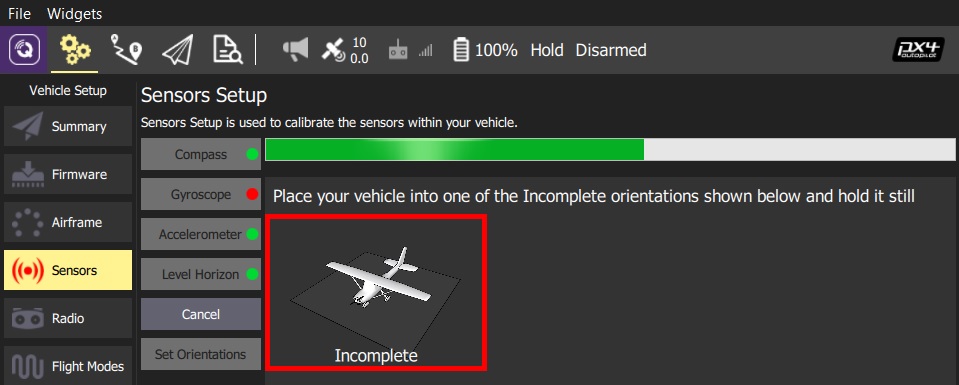 File Widgets
10
0.0
100% Hold Disarmed
px4
autopilot
Vehicle Setup
Summary
Firmware
Airframe
Sensors
Radio
Flight Modes
Sensors Setup
Sensors Setup is used to calibrate the sensors within your vehicle.
Compass
Gyroscope
Accelerometer
Level Horizon
Cancel
Set Orientations
Place your vehicle into one of the Incomplete orientations shown below and hold it still
Incomplete